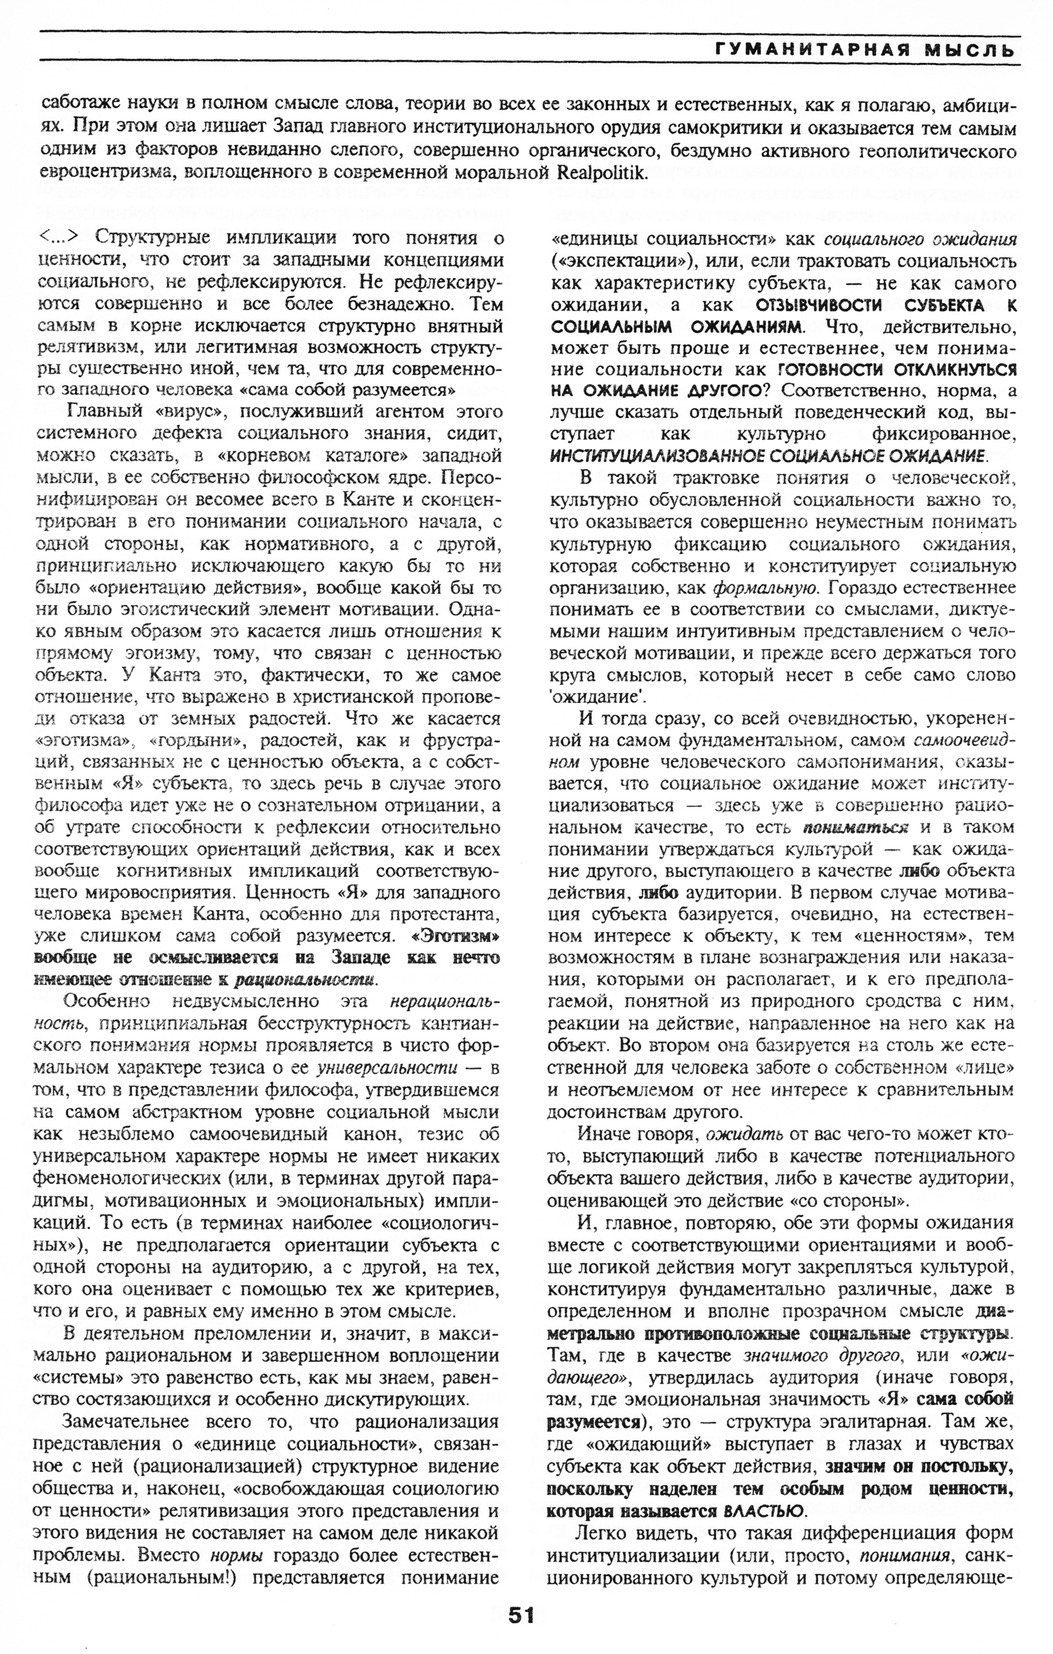 ГУМАНИТАРНАЯ МЫСЛЬ
саботаже науки в полном смысле слова, теории во всех ее законных и естественных, как я полагаю, амбици-
ях. При этом она лишает Запад главного институционального орудия самокритики и оказывается тем самым
одним из факторов невиданно слепого, совершенно органического, бездумно активного геополитического
евроцентризма, воплощенного в современной моральной Realpolitik.
<...> Структурные импликации того понятия о
ценности, что стоит за западными концепциями
социального, не рефлексируются. Не рефлексиру-
ются совершенно и все более безнадежно. Тем
самым в корне исключается структурно внятный
релятивизм, или легитимная возможность структу-
ры существенно иной, чем та, что для современно-
го западного человека «сама собой разумеется»
Главный «вирус», послуживший агентом этого
системного дефекта социального знания, сидит,
можно сказать, в «корневом каталоге» западной
мысли, в ее собственно философском ядре. Персо-
нифицирован он весомее всего в Канте и сконцен-
трирован в его понимании социального начала, с
одной стороны, как нормативного, а с другой,
принципиально исключающего какую бы то ни
было «ориентацию действия», вообще какой бы то
ни было эгоистический элемент мотивации. Одна-
ко явным образом это касается лишь отношения к
прямому эгоизму, тому, что связан с ценностью
объекта. У Канта это, фактически, то же самое
отношение, что выражено в христианской пропове-
ди отказа от земных радостей. Что же касается
«эготизма», «гордыни», радостей, как и фрустра-
ций, связанных не с ценностью объекта, а с собст-
венным «Я» субъекта, то здесь речь в случае этого
философа идет уже не о сознательном отрицании, а
об утрате способности к рефлексии относительно
соответствующих ориентаций действия, как и всех
вообще когнитивных импликаций соответствую-
щего мировосприятия. Ценность «Я» для западного
человека времен Канта, особенно для протестанта,
уже слишком сама собой разумеется. «Эготизм»
вообще не осмысливается на Западе как нечто
имеющее отношение к рациональности.
Особенно недвусмысленно эта нерациональ-
ность, принципиальная бесструктурность кантиан-
ского понимания нормы проявляется в чисто фор-
мальном характере тезиса о ее универсальности — в
том, что в представлении философа, утвердившемся
на самом абстрактном уровне социальной мысли
как незыблемо самоочевидный канон, тезис об
универсальном характере нормы не имеет никаких
феноменологических (или, в терминах другой пара-
дигмы, мотивационных и эмоциональных) импли-
каций. То есть (в терминах наиболее «социологич-
ных»), не предполагается ориентации субъекта с
одной стороны на аудиторию, а с другой, на тех,
кого она оценивает с помощью тех же критериев,
что и его, и равных ему именно в этом смысле.
В деятельном преломлении и, значит, в макси-
мально рациональном и завершенном воплощении
«системы» это равенство есть, как мы знаем, равен-
ство состязающихся и особенно дискутирующих.
Замечательнее всего то, что рационализация
представления о «единице социальности», связан-
ное с ней (рационализацией) структурное видение
общества и, наконец, «освобождающая социологию
от ценности» релятивизация этого представления и
этого видения не составляет на самом деле никакой
проблемы. Вместо нормы гораздо более естествен-
ным (рациональным!) представляется понимание
«единицы социальности» как социального ожидания
(«экспектации»), или, если трактовать социальность
как характеристику субъекта, — не как самого
ожидании, а как ОТЗЫВЧИВОСТИ СУБЪЕКТА К
СОЦИАЛЬНЫМ ОЖИДАНИЯМ. Что, действительно,
может быть проще и естественнее, чем понима-
ние социальности как ГОТОВНОСТИ ОТКЛИКНУТЬСЯ
НА ОЖИДАНИЕ ДРУГОГО? Соответственно, норма, а
лучше сказать отдельный поведенческий код, вы-
ступает как культурно фиксированное,
ИНСТИТУЦИАЛИЗОВАННОЕ СОЦИАЛЬНОЕ ОЖИДАНИЕ.
В такой трактовке понятия о человеческой,
культурно обусловленной социальности важно то,
что оказывается совершенно неуместным понимать
культурную фиксацию социального ожидания,
которая собственно и конституирует социальную
организацию, как формальную. Гораздо естественнее
понимать ее в соответствии со смыслами, диктуе-
мыми нашим интуитивным представлением о чело-
веческой мотивации, и прежде всего держаться того
круга смыслов, который несет в себе само слово
'ожидание'.
И тогда сразу, со всей очевидностью, укоренен-
ной на самом фундаментальном, самом самоочевид-
ном уровне человеческого самопонимания, оказы-
вается, что социальное ожидание может институ-
циализоваться — здесь уже в совершенно рацио-
нальном качестве, то есть пониматься и в таком
понимании утверждаться культурой — как ожида-
ние другого, выступающего в качестве либо объекта
действия, либо аудитории. В первом случае мотива-
ция субъекта базируется, очевидно, на естествен-
ном интересе к объекту, к тем «ценностям», тем
возможностям в плане вознаграждения или наказа-
ния, которыми он располагает, и к его предпола-
гаемой, понятной из природного сродства с ним,
реакции на действие, направленное на него как на
объект. Во втором она базируется на столь же есте-
ственной для человека заботе о собственном «лице»
и неотъемлемом от нее интересе к сравнительным
достоинствам другого.
Иначе говоря, ожидать от вас чего-то может кто-
то, выступающий либо в качестве потенциального
объекта вашего действия, либо в качестве аудитории,
оценивающей это действие «со стороны».
И, главное, повторяю, обе эти формы ожидания
вместе с соответствующими ориентациями и вооб-
ще логикой действия могут закрепляться культурой,
конституируя фундаментально различные, даже в
определенном и вполне прозрачном смысле диа-
метрально противоположные социальные структуры.
Там, где в качестве значимого другого, или «ожи-
дающего», утвердилась аудитория (иначе говоря,
там, где эмоциональная значимость «Я» сама собой
разумеется), это — структура эгалитарная. Там же,
где «ожидающий» выступает в глазах и чувствах
субъекта как объект действия, значим он постольку,
поскольку наделен тем особым родом ценности,
которая называется ВЛАСТЬЮ.
Легко видеть, что такая дифференциация форм
институциализации (или, просто, понимания, санк-
ционированного культурой и потому определяюще-
51